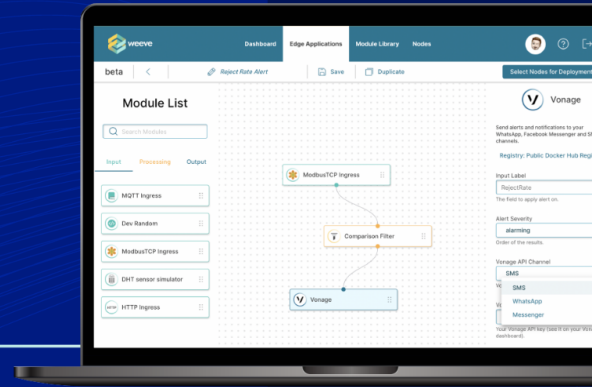 weeve
Dashboard
Edge Applications
Module Library
Nodes
beta
Reject Rate Alert
Save
Duplicate
Select Nodes for Deployment
Module List
Search Modules
Input
Processing
Output
MQTT Ingress
Dev Random
ModbusTCP Ingress
DHT sensor simulator
HTTP Ingress
ModbusTCP Ingress
Comparison Filter
Vonage
Vonage
Send alerts and notifications to your
WhatsApp, Facebook Messenger and
channels.
Registry: Public Docker Hub
Input Label
RejectRate
The field to apply alert on.
Alert Severity
alarming
Order of the results.
Vonage API Channel
SMS
SMS
WhatsApp
Messenger
Your Vonage API key (see it on your
dashboard).